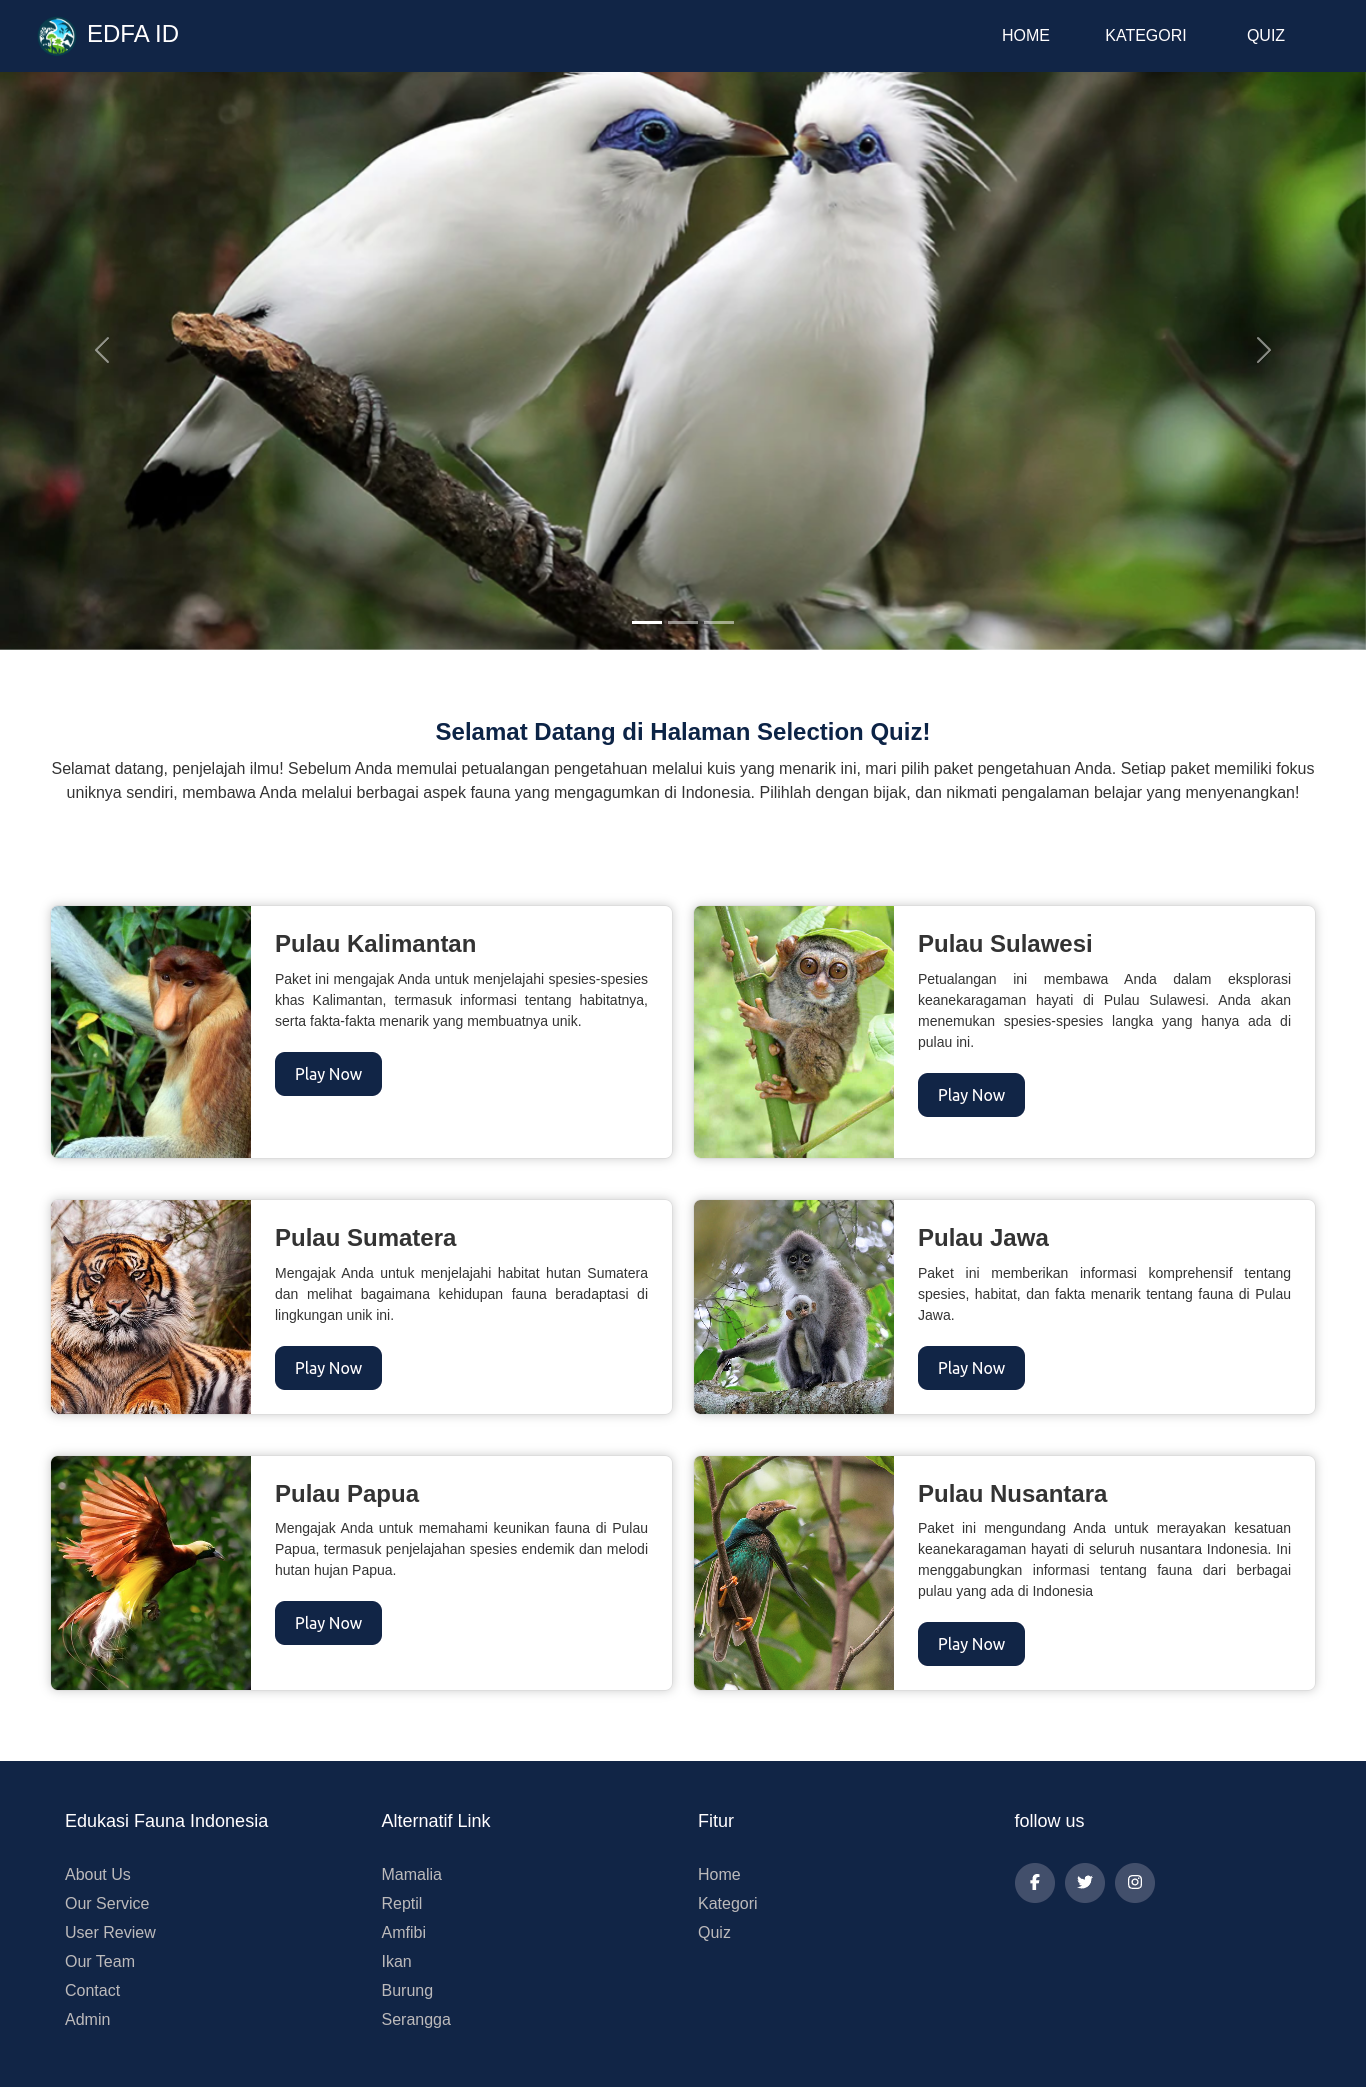 EDFA ID
HOME
KATEGORI
QUIZ
Selamat Datang di Halaman Selection Quiz!
Selamat datang, penjelajah ilmu! Sebelum Anda memulai petualangan pengetahuan melalui kuis yang menarik ini, mari pilih paket pengetahuan Anda. Setiap paket memiliki fokus
uniknya sendiri, membawa Anda melalui berbagai aspek fauna yang mengagumkan di Indonesia. Pilihlah dengan bijak, dan nikmati pengalaman belajar yang menyenangkan!
Pulau Kalimantan
Paket ini mengajak Anda untuk menjelajahi spesies-spesies
khas Kalimantan, termasuk informasi tentang habitatnya,
serta fakta-fakta menarik yang membuatnya unik.
Play Now
Pulau Sulawesi
Petualangan ini membawa Anda dalam eksplorasi
keanekaragaman hayati di Pulau Sulawesi. Anda akan
menemukan spesies-spesies langka yang hanya ada di
pulau ini.
Play Now
Pulau Sumatera
Mengajak Anda untuk menjelajahi habitat hutan Sumatera
dan melihat bagaimana kehidupan fauna beradaptasi di
lingkungan unik ini.
Play Now
Pulau Jawa
Paket ini memberikan informasi komprehensif tentang
spesies, habitat, dan fakta menarik tentang fauna di Pulau
Jawa.
Play Now
Pulau Papua
Mengajak Anda untuk memahami keunikan fauna di Pulau
Papua, termasuk penjelajahan spesies endemik dan melodi
hutan hujan Papua.
Play Now
Pulau Nusantara
Paket ini mengundang Anda untuk merayakan kesatuan
keanekaragaman hayati di seluruh nusantara Indonesia. Ini
menggabungkan informasi tentang fauna dari berbagai
pulau yang ada di Indonesia
Play Now
Edukasi Fauna Indonesia
About Us
Our Service
User Review
Our Team
Contact
Admin
Alternatif Link
Mamalia
Reptil
Amfibi
Ikan
Burung
Serangga
Fitur
Home
Kategori
Quiz
follow us